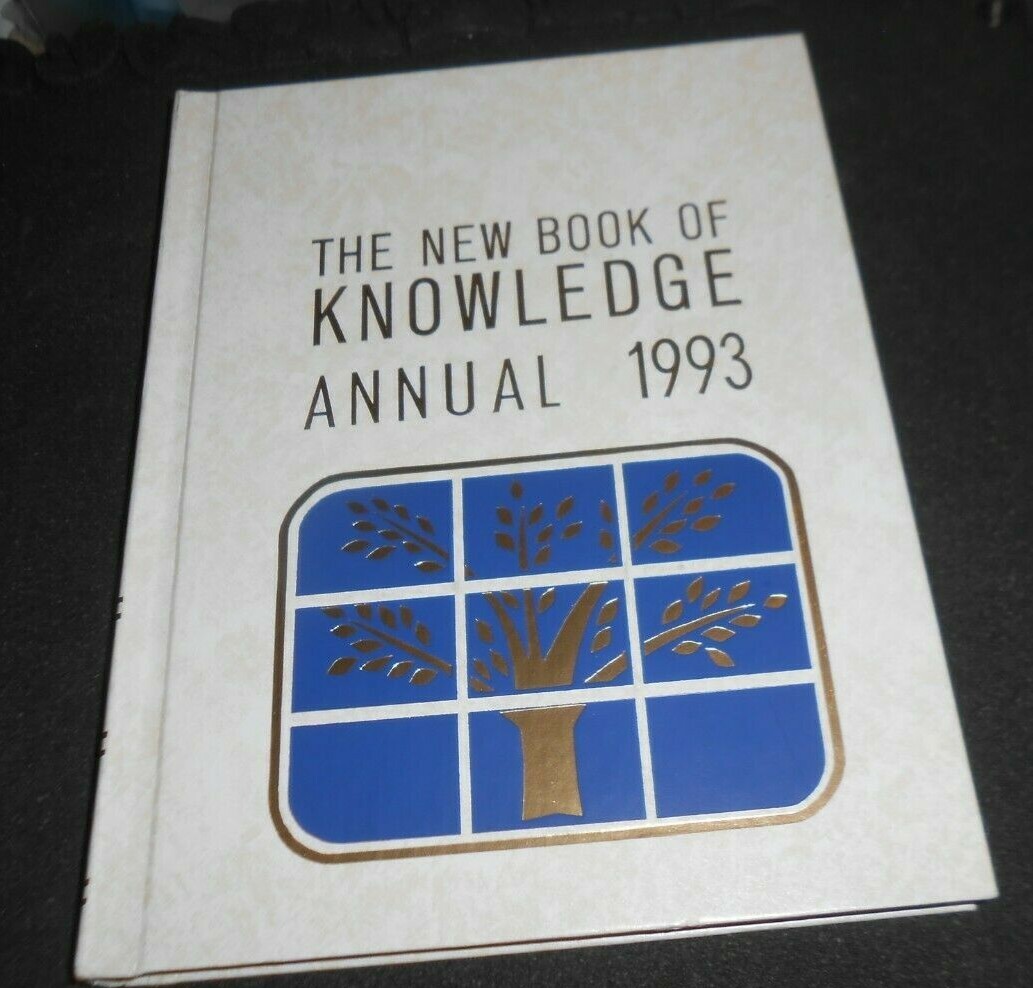 THE NEW BOOK OF
KNOWLEDGE
ANNUAL 1993